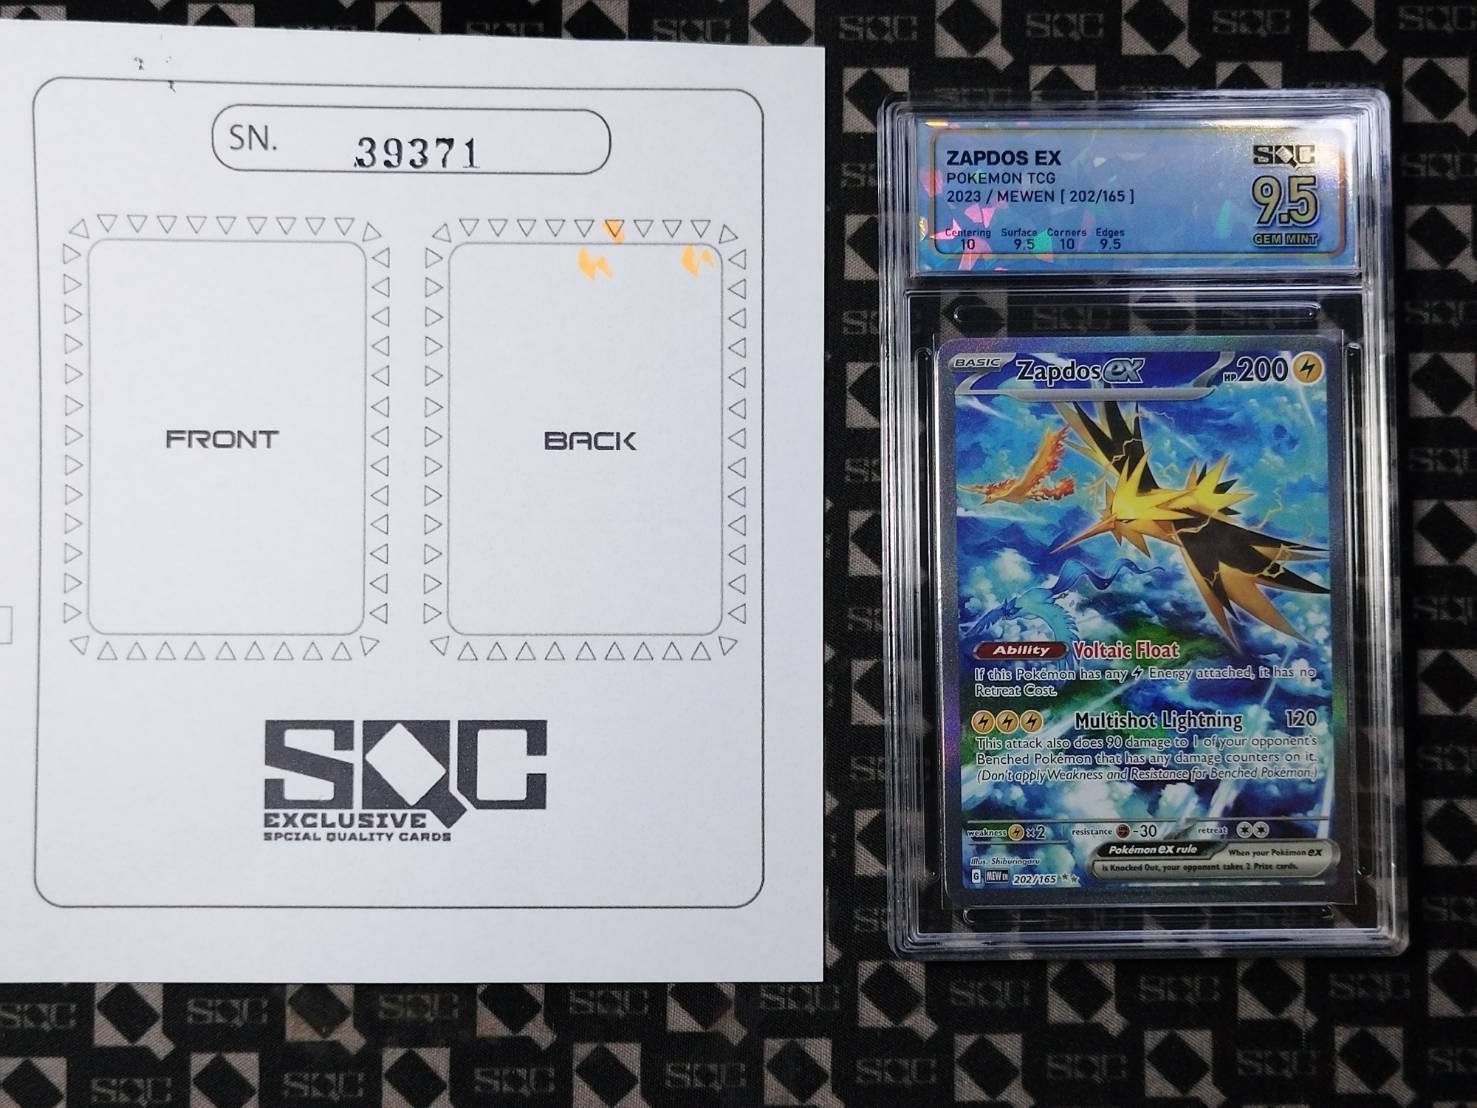 SN. 39371
FRONT
BACK
SQC
EXCLUSIVE
SPCIAL QUALITY CARDS
ZAPDOS EX
POKEMON TCG
2023 / MEWEN [ 202/165 ]
Centering Surface Corners Edges
10 9.5 10 9.5
SQC
9.5
GEM MINT
BASIC Zapdos ex HP 200
Ability Voltaic Float
If this Pokémon has any Energy attached, it has no
Retreat Cost.
Multishot Lightning 120
This attack also does 90 damage to 1 of your opponent's
Benched Pokémon that has any damage counters on it.
(Don't apply Weakness and Resistance for Benched Pokémon.)
weakness x2 resistance -30 retreat
Pokémon ex rule When your Pokémon ex
is Knocked Out, your opponent takes 2 Prize cards.
Illus. Shiburingaru
G MEW EN 202/165